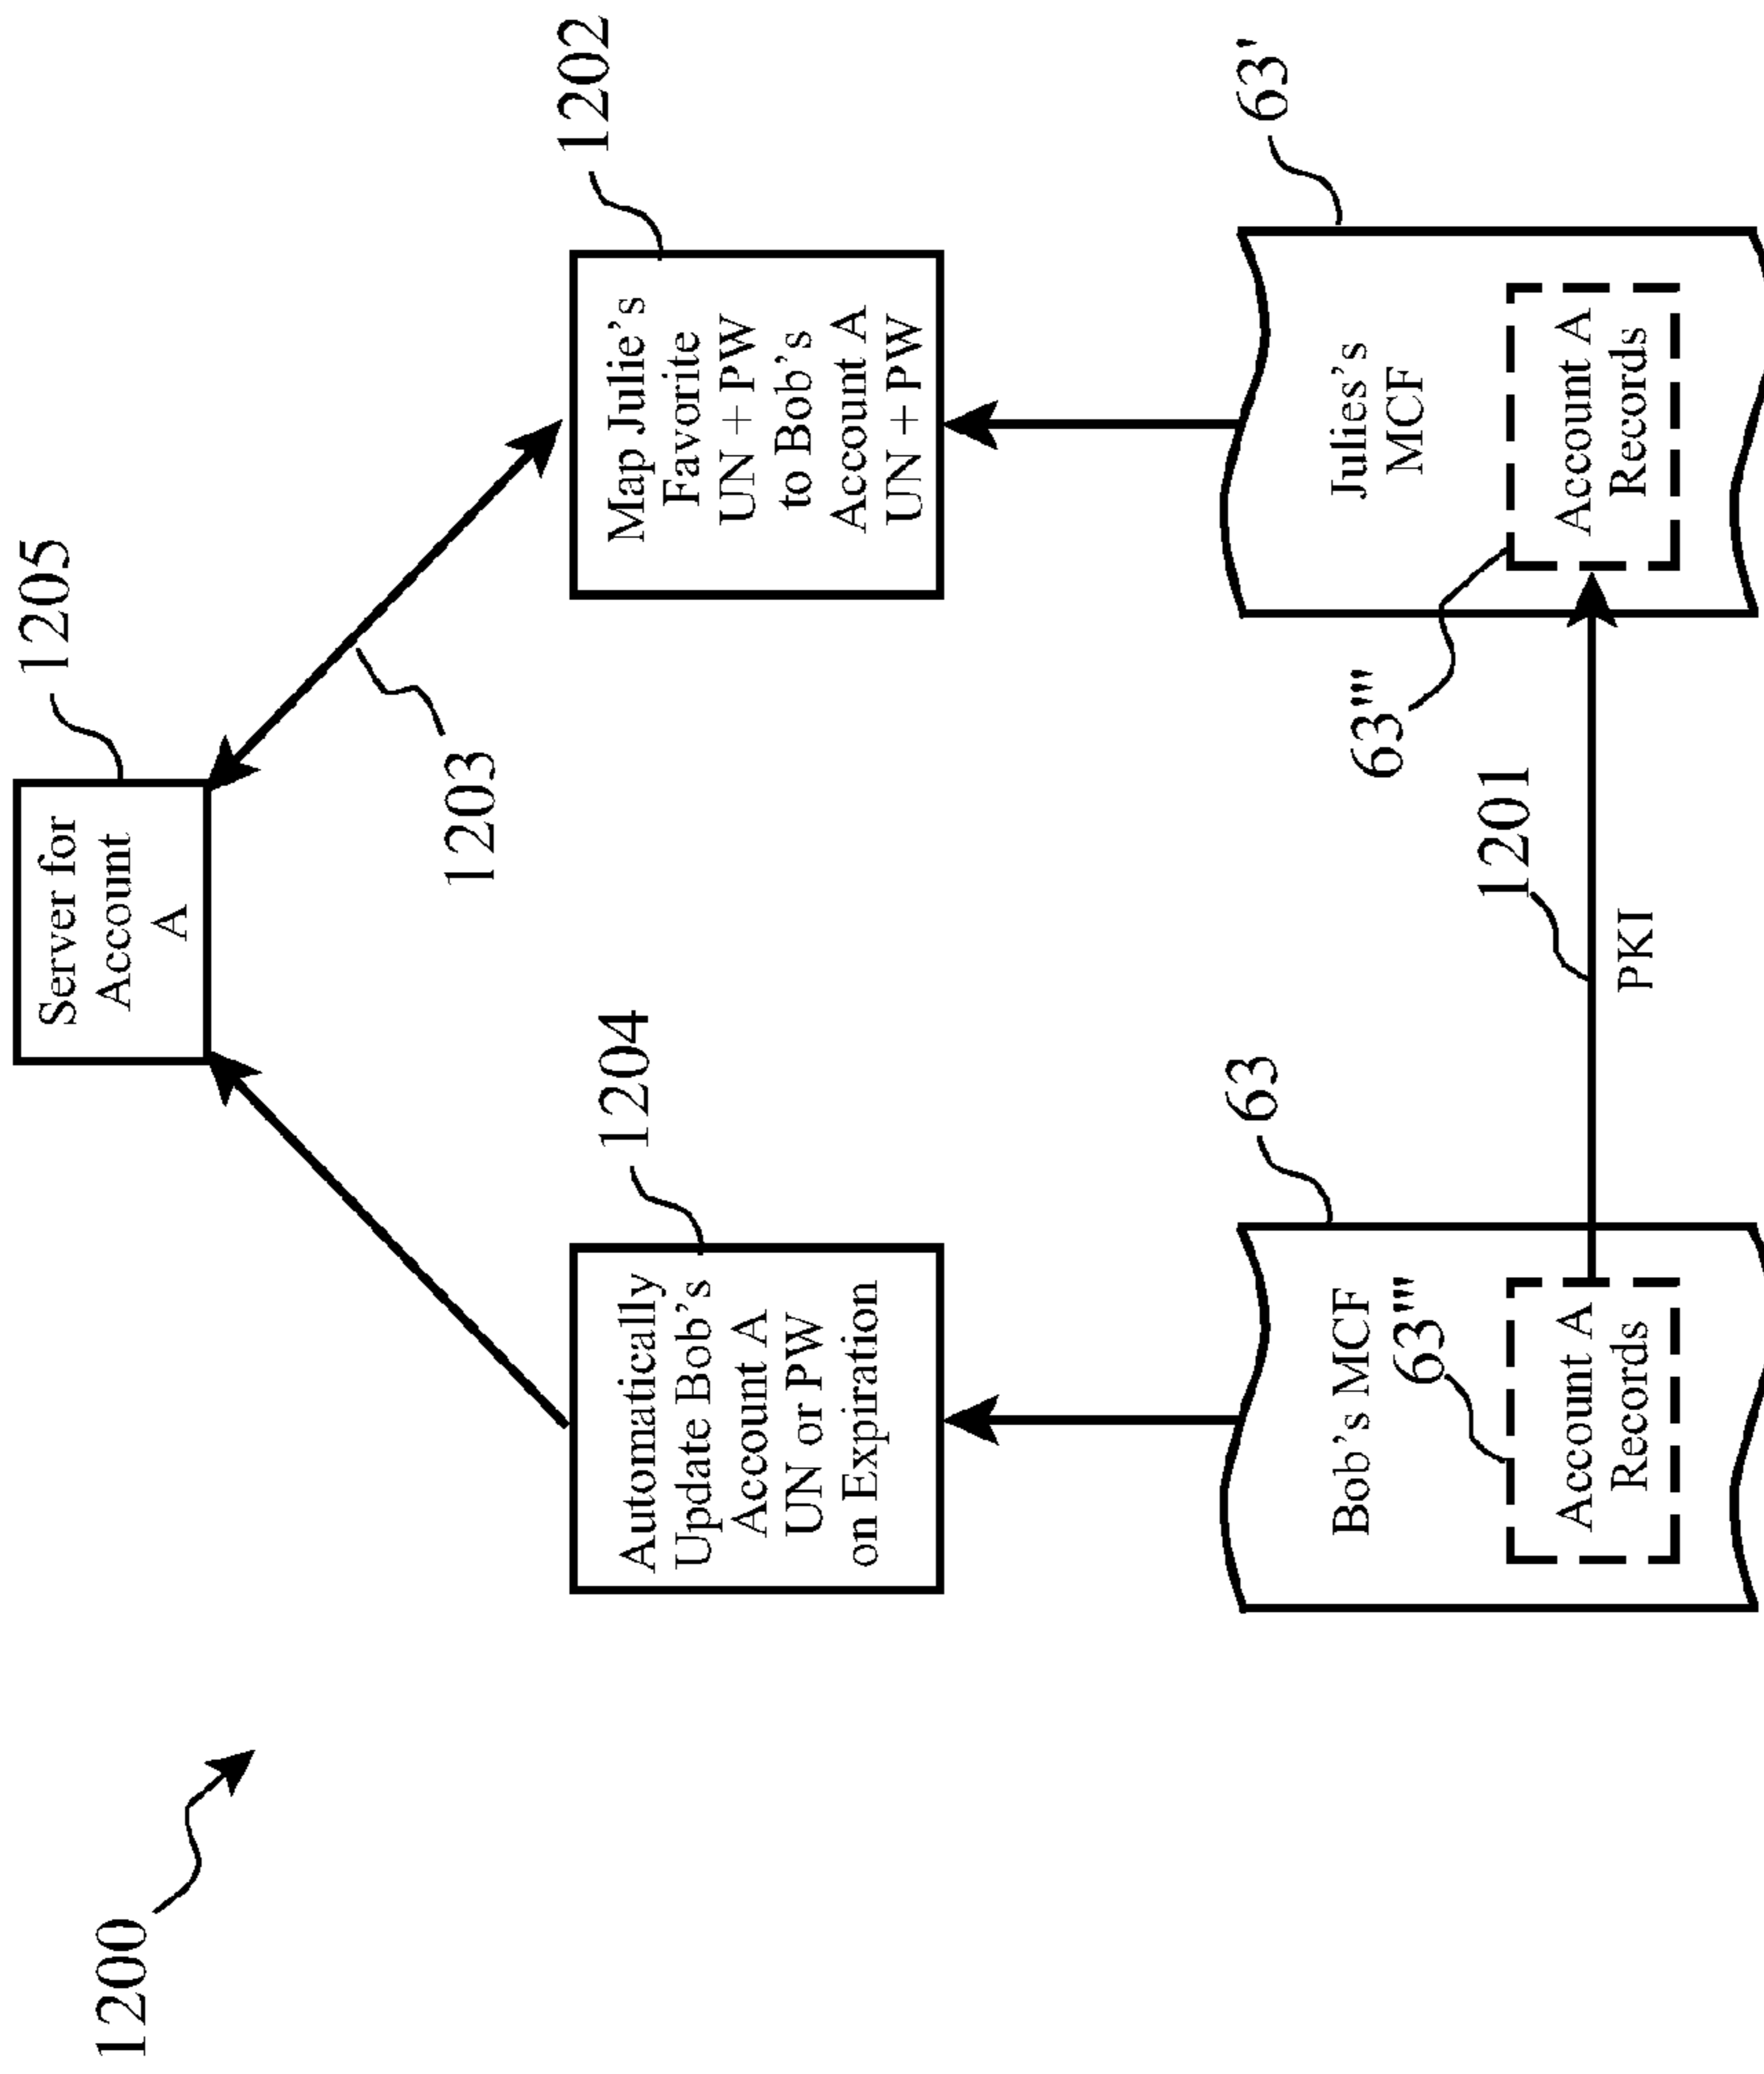 1205
Server for
Account
A
1200
1203
1202
1204
Automatically
Update Bob's
Account A
UN or PW
on Expiration
Map Julie's
Favorite
UN + PW
to Bob's
Account A
UN + PW
63
63'
Bob's MCF
63'''
Account A
Records
1201
PKI
63''''
Julies's
MCF
Account A
Records